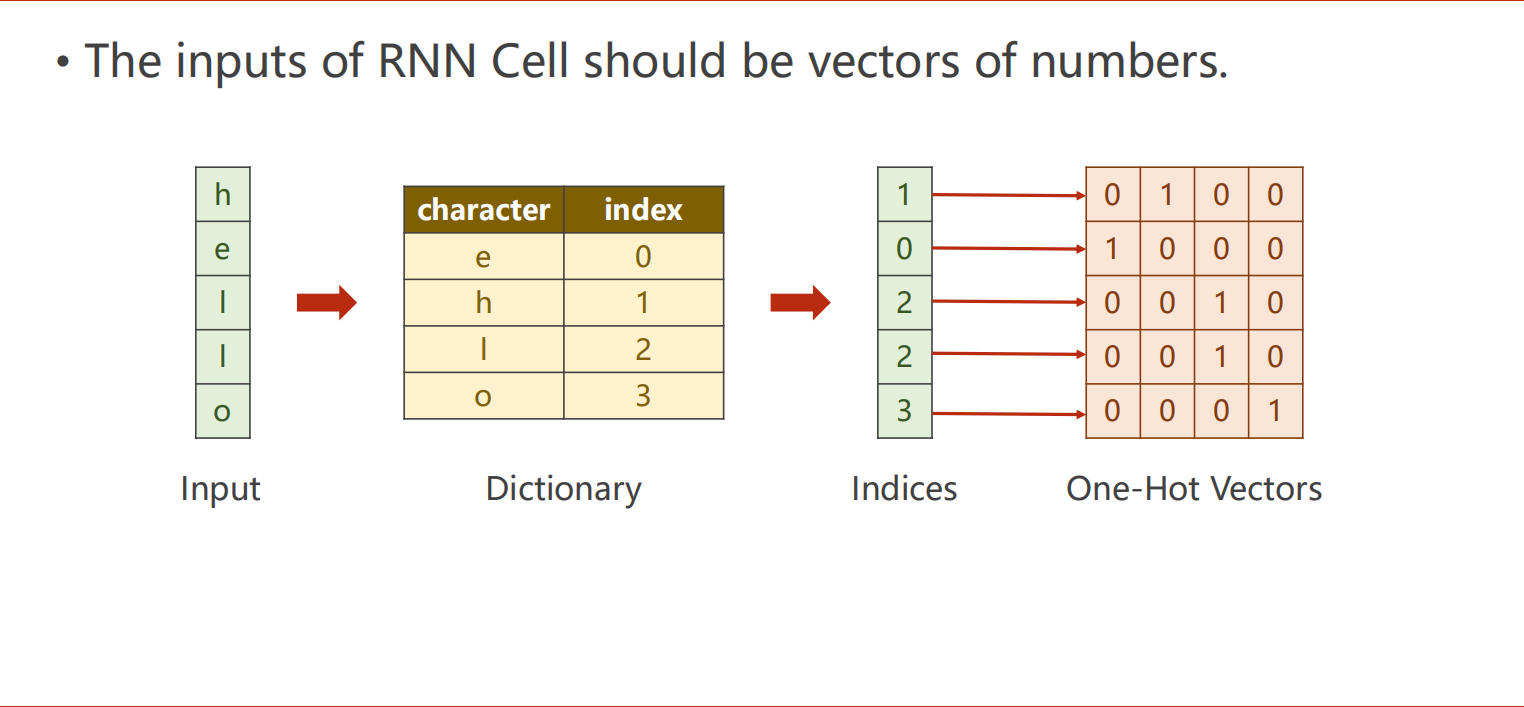 • The inputs of RNN Cell should be vectors of numbers.
h
e
l
l
o
Input
character index
e 0
h 1
l 2
o 3
Dictionary
1
0
2
2
3
Indices
0 1 0 0
1 0 0 0
0 0 1 0
0 0 1 0
0 0 0 1
One-Hot Vectors